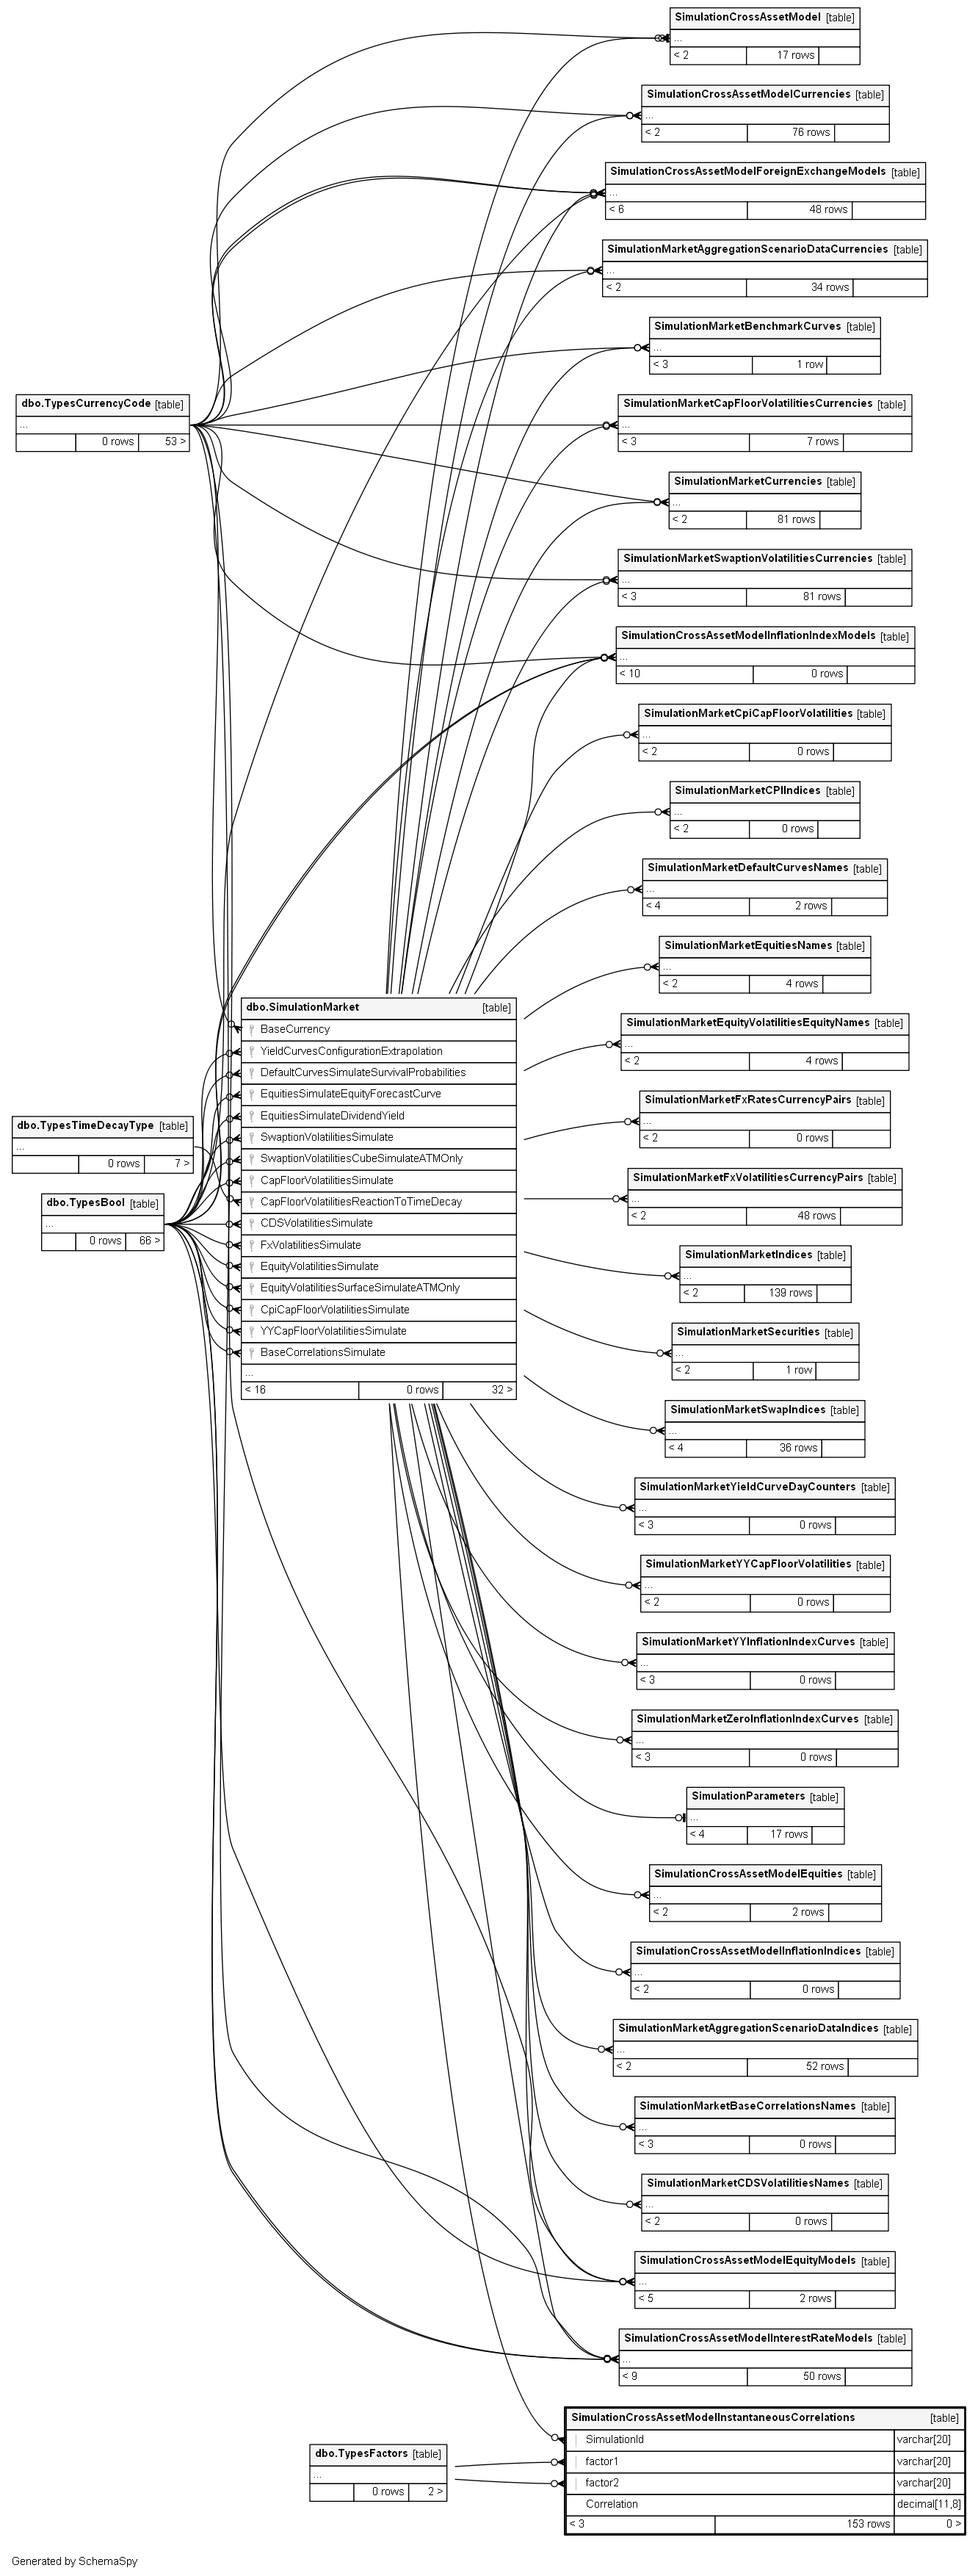 SimulationCrossAssetModel [table]
...
< 2 17 rows
SimulationCrossAssetModelCurrencies [table]
...
< 2 76 rows
SimulationCrossAssetModelForeignExchangeModels [table]
...
< 6 48 rows
SimulationMarketAggregationScenarioDataCurrencies [table]
...
< 2 34 rows
SimulationMarketBenchmarkCurves [table]
...
< 3 1 row
dbo.TypesCurrencyCode [table]
...
0 rows 53 >
SimulationMarketCapFloorVolatilitiesCurrencies [table]
...
< 3 7 rows
SimulationMarketCurrencies [table]
...
< 2 81 rows
SimulationMarketSwaptionVolatilitiesCurrencies [table]
...
< 3 81 rows
SimulationCrossAssetModelInflationIndexModels [table]
...
< 10 0 rows
SimulationMarketCpiCapFloorVolatilities [table]
...
< 2 0 rows
SimulationMarketCPIIndices [table]
...
< 2 0 rows
SimulationMarketDefaultCurvesNames [table]
...
< 4 2 rows
SimulationMarketEquitiesNames [table]
...
< 2 4 rows
dbo.SimulationMarket [table]
BaseCurrency
YieldCurvesConfigurationExtrapolation
DefaultCurvesSimulateSurvivalProbabilities
EquitiesSimulateEquityForecastCurve
EquitiesSimulateDividendYield
SwaptionVolatilitiesSimulate
SwaptionVolatilitiesCubeSimulateATMOnly
CapFloorVolatilitiesSimulate
CapFloorVolatilitiesReactionToTimeDecay
CDSVolatilitiesSimulate
FxVolatilitiesSimulate
EquityVolatilitiesSimulate
EquityVolatilitiesSurfaceSimulateATMOnly
CpiCapFloorVolatilitiesSimulate
YYCapFloorVolatilitiesSimulate
BaseCorrelationsSimulate
...
< 16 0 rows 32 >
SimulationMarketEquityVolatilitiesEquityNames [table]
...
< 2 4 rows
SimulationMarketFxRatesCurrencyPairs [table]
...
< 2 0 rows
dbo.TypesTimeDecayType [table]
...
0 rows 7 >
SimulationMarketFxVolatilitiesCurrencyPairs [table]
...
< 2 48 rows
dbo.TypesBool [table]
...
0 rows 66 >
SimulationMarketIndices [table]
...
< 2 139 rows
SimulationMarketSecurities [table]
...
< 2 1 row
SimulationMarketSwapIndices [table]
...
< 4 36 rows
SimulationMarketYieldCurveDayCounters [table]
...
< 3 0 rows
SimulationMarketYYCapFloorVolatilities [table]
...
< 2 0 rows
SimulationMarketYYInflationIndexCurves [table]
...
< 3 0 rows
SimulationMarketZeroInflationIndexCurves [table]
...
< 3 0 rows
SimulationParameters [table]
...
< 4 17 rows
SimulationCrossAssetModelEquities [table]
...
< 2 2 rows
SimulationCrossAssetModelInflationIndices [table]
...
< 2 0 rows
SimulationMarketAggregationScenarioDataIndices [table]
...
< 2 52 rows
SimulationMarketBaseCorrelationsNames [table]
...
< 3 0 rows
SimulationMarketCDSVolatilitiesNames [table]
...
< 2 0 rows
SimulationCrossAssetModelEquityModels [table]
...
< 5 2 rows
SimulationCrossAssetModelInterestRateModels [table]
...
< 9 50 rows
SimulationCrossAssetModelInstantaneousCorrelations [table]
SimulationId varchar[20]
factor1 varchar[20]
factor2 varchar[20]
Correlation decimal[11,8]
< 3 153 rows 0 >
dbo.TypesFactors [table]
...
0 rows 2 >
Generated by SchemaSpy